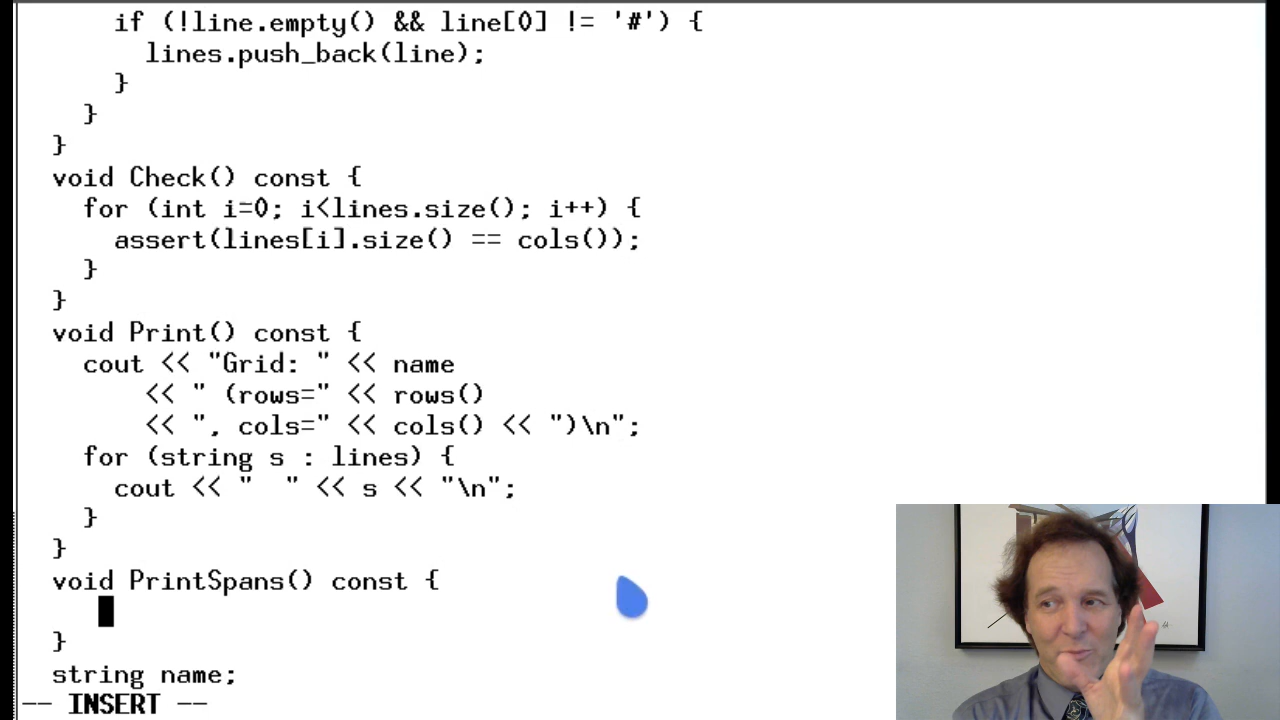 if (!line.empty() && line[0] != '#') {
lines.push_back(line);
}
}
}
void Check() const {
for (int i=0; i<lines.size(); i++) {
assert(lines[i].size() == cols());
}
}
void Print() const {
cout << "Grid: " << name
<< " (rows=" << rows()
<< ", cols=" << cols() << ")\n";
for (string s : lines) {
cout << "  " << s << "\n";
}
}
void PrintSpans() const {
}
string name;
-- INSERT --